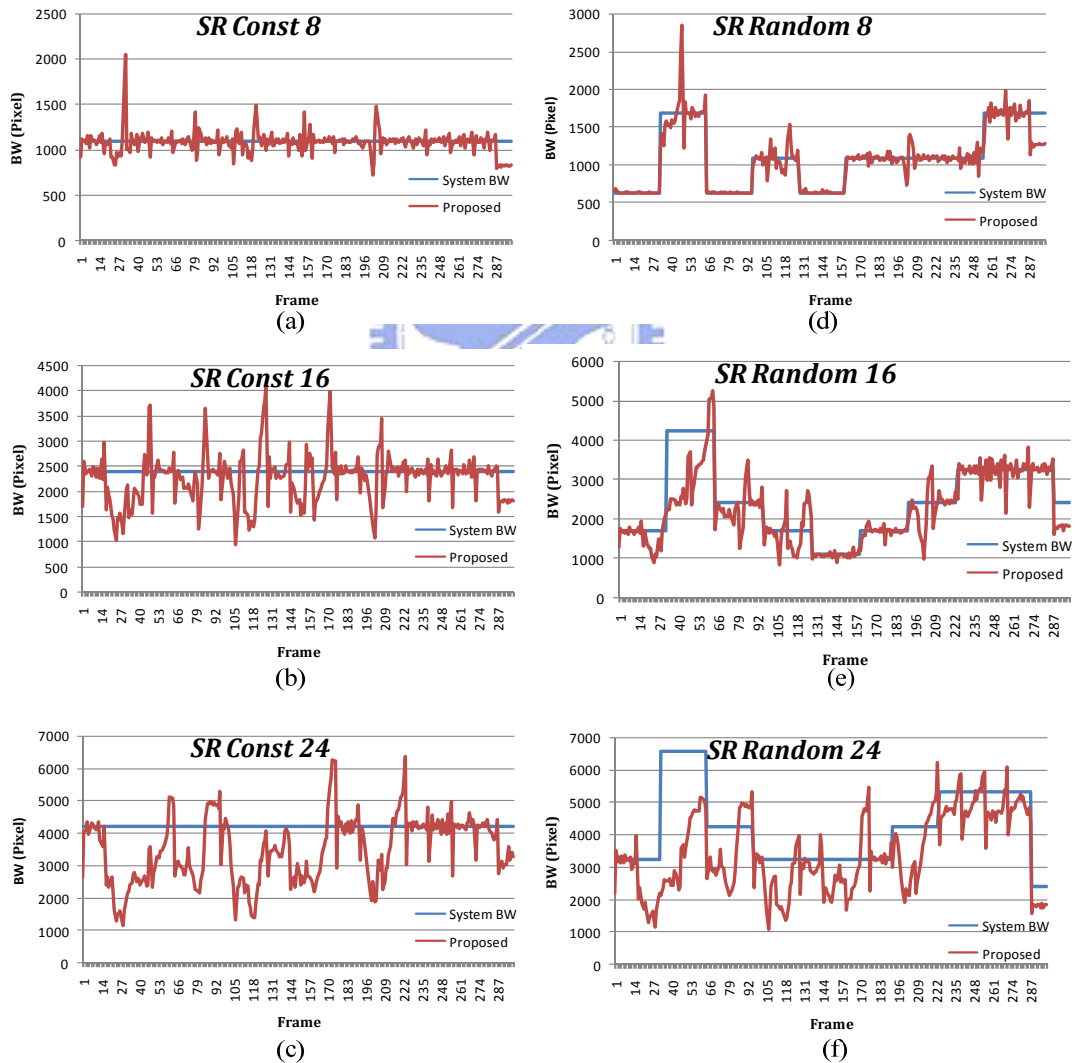 SR Const 8
2500
2000
1500
1000
500
0
BW (Pixel)
System BW
Proposed
1 14 27 40 53 66 79 92 105 118 131 144 157 170 183 196 209 222 235 248 261 274 287
Frame
(a)
SR Random 8
3000
2500
2000
1500
1000
500
0
BW (Pixel)
System BW
Proposed
1 14 27 40 53 66 79 92 105 118 131 144 157 170 183 196 209 222 235 248 261 274 287
Frame
(d)
SR Const 16
4500
4000
3500
3000
2500
2000
1500
1000
500
0
BW (Pixel)
System BW
Proposed
1 14 27 40 53 66 79 92 105 118 131 144 157 170 183 196 209 222 235 248 261 274 287
Frame
(b)
SR Random 16
6000
5000
4000
3000
2000
1000
0
BW (Pixel)
System BW
Proposed
1 14 27 40 53 66 79 92 105 118 131 144 157 170 183 196 209 222 235 248 261 274 287
Frame
(e)
SR Const 24
7000
6000
5000
4000
3000
2000
1000
0
BW (Pixel)
System BW
Proposed
1 14 27 40 53 66 79 92 105 118 131 144 157 170 183 196 209 222 235 248 261 274 287
Frame
(c)
SR Random 24
7000
6000
5000
4000
3000
2000
1000
0
BW (Pixel)
System BW
Proposed
1 14 27 40 53 66 79 92 105 118 131 144 157 170 183 196 209 222 235 248 261 274 287
Frame
(f)